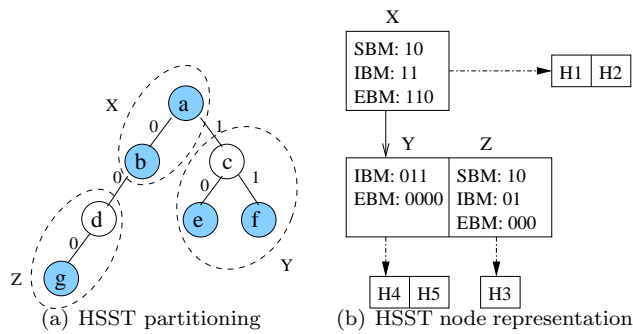 X
a
0
1
b
c
0
0
1
d
e
f
0
g
Z
Y
(a) HSST partitioning
X
SBM: 10
IBM: 11
EBM: 110
H1 H2
Y
Z
IBM: 011
EBM: 0000
SBM: 10
IBM: 01
EBM: 000
H4 H5
H3
(b) HSST node representation